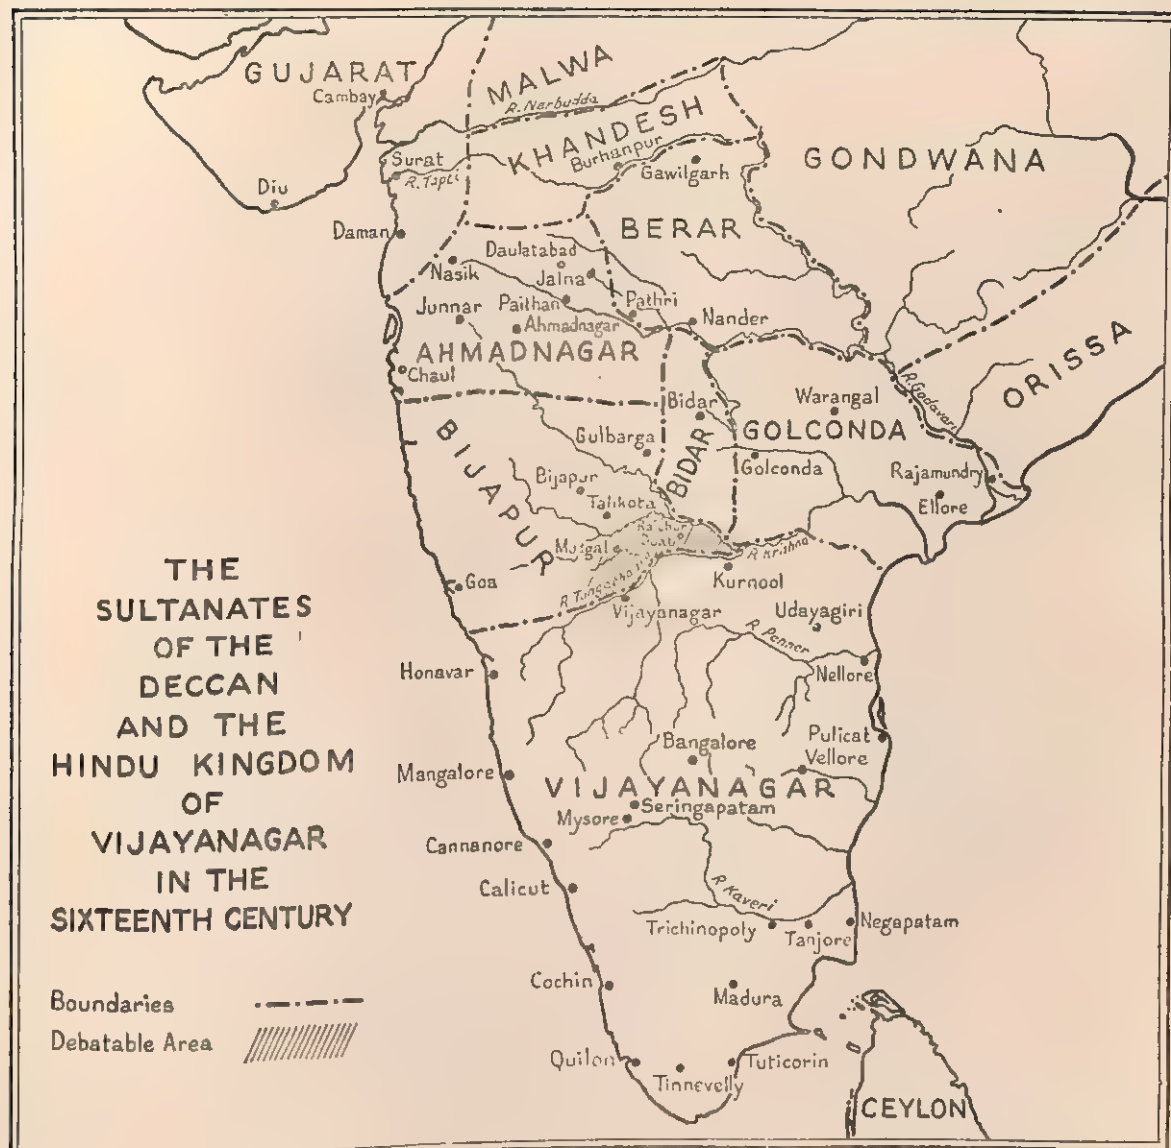 GUJARAT
Cambay
MALWA
R. Narbudda
KHANDESH
Burhanpur
Gawilgarh
GONDWANA
Surat
R. Tapti
Diu
Daman
BERAR
Daulatabad
Nasik
Jalna
Junnar
Paithan
Pathri
Ahmadnagar
Nander
AHMADNAGAR
Chaul
ORISSA
R. Godavari
Bidar
Warangal
BIJAPUR
Gulbarga
BIDAR
GOLCONDA
Golconda
Rajamundry
Ellore
Bijapur
Talikota
Raichur
Doab
Mudgal
R. Krishna
Goa
Kurnool
Vijayanagar
Udayagiri
R. Penner
Honavar
Nellore
Pulicat
Bangalore
Vellore
Mangalore
VIJAYANAGAR
Seringapatam
Mysore
Cannanore
Calicut
R Kaveri
Trichinopoly
Tanjore
Negapatam
Cochin
Madura
Quilon
Tinnevelly
Tuticorin
CEYLON
THE
SULTANATES
OF THE
DECCAN
AND THE
HINDU KINGDOM
OF
VIJAYANAGAR
IN THE
SIXTEENTH CENTURY
Boundaries
Debatable Area